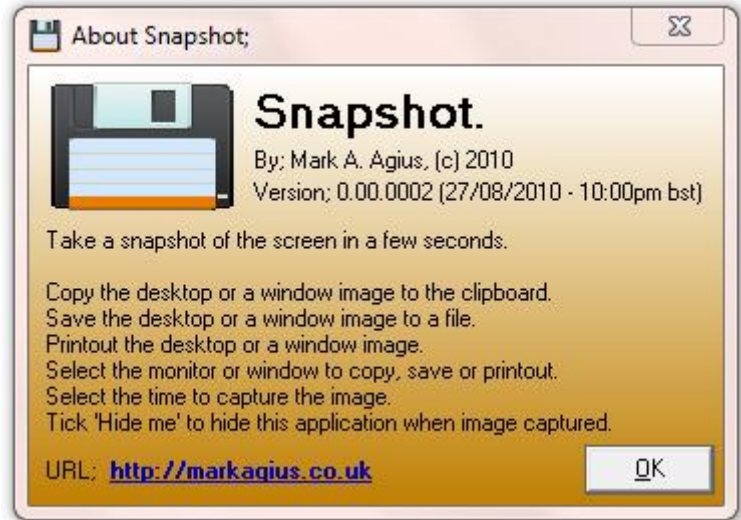 About Snapshot;
Snapshot.
By; Mark A. Agius, (c) 2010
Version; 0.00.0002 (27/08/2010 - 10:00pm bst)
Take a snapshot of the screen in a few seconds.
Copy the desktop or a window image to the clipboard.
Save the desktop or a window image to a file.
Printout the desktop or a window image.
Select the monitor or window to copy, save or printout.
Select the time to capture the image.
Tick 'Hide me' to hide this application when image captured.
URL; http://markagius.co.uk
OK